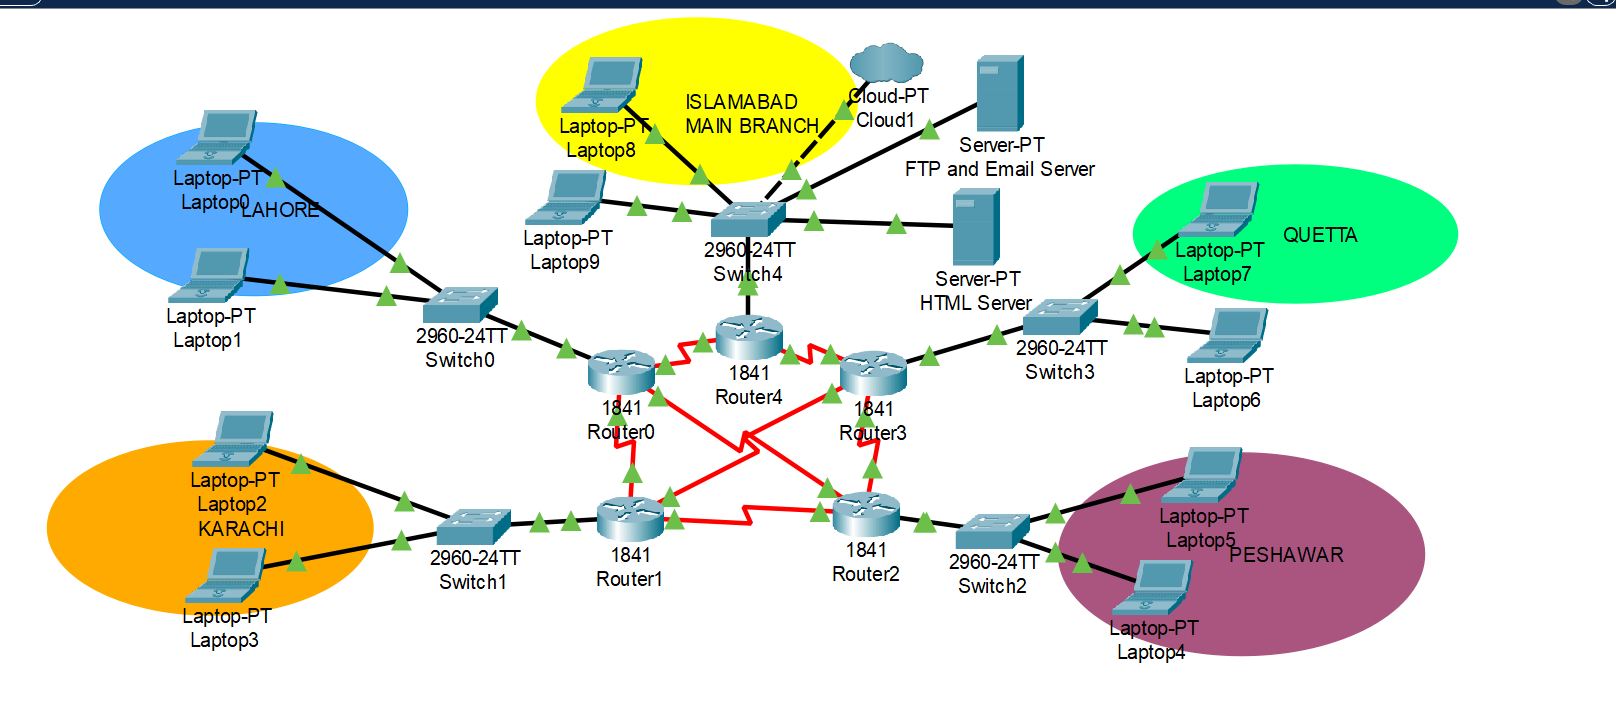 ISLAMABAD
MAIN BRANCH
Laptop-PT
Laptop8
Cloud-PT
Cloud1
Server-PT
FTP and Email Server
Laptop-PT
Laptop0
LAHORE
Laptop-PT
Laptop9
2960-24TT
Switch4
Server-PT
HTML Server
Laptop-PT
Laptop7
QUETTA
Laptop-PT
Laptop1
2960-24TT
Switch0
2960-24TT
Switch3
1841
Router4
Laptop-PT
Laptop6
1841
Router0
1841
Router3
Laptop-PT
Laptop2
KARACHI
Laptop-PT
Laptop5
PESHAWAR
2960-24TT
Switch1
1841
Router1
1841
Router2
2960-24TT
Switch2
Laptop-PT
Laptop3
Laptop-PT
Laptop4